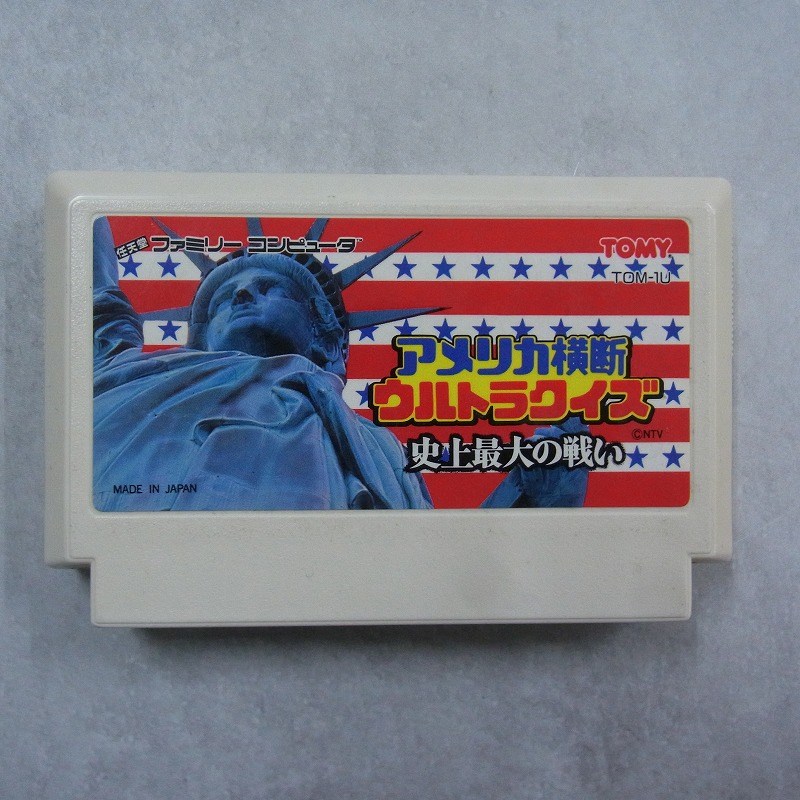 任天堂 ファミリー コンピュータ™
TOMY
TOM-1U
アメリカ横断
ウルトラクイズ
©NTV
史上最大の戦い
MADE IN JAPAN